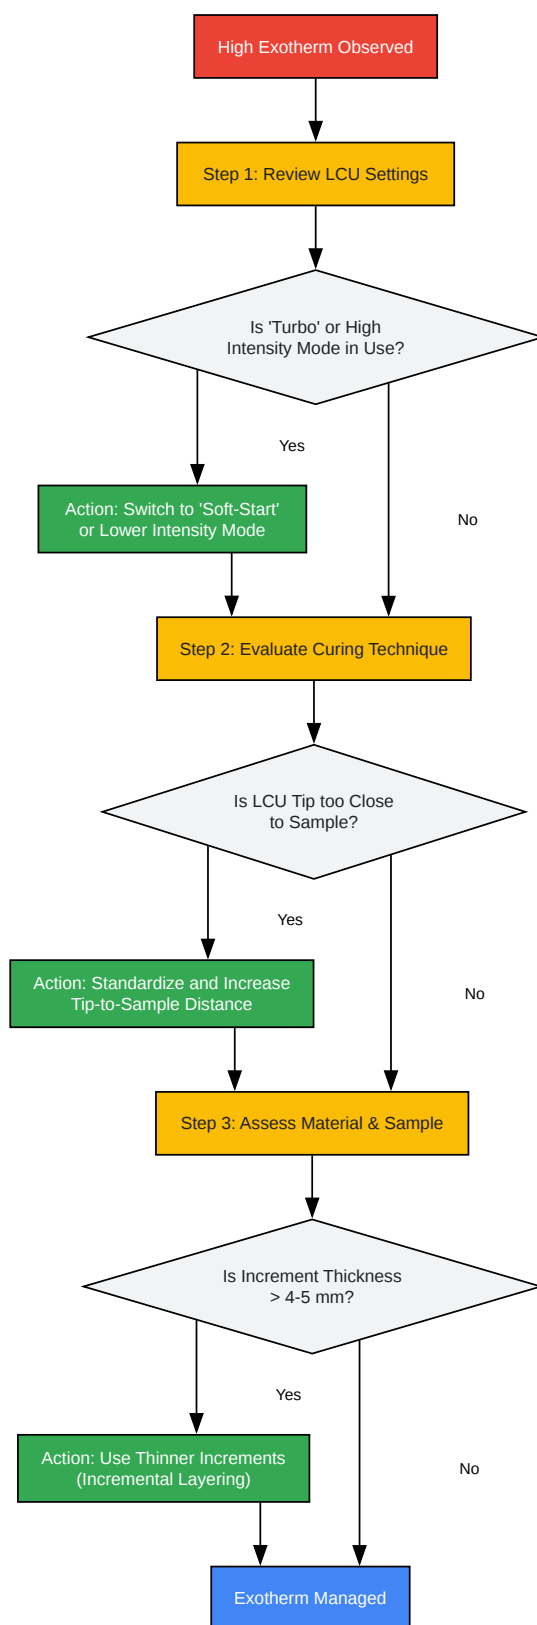 High Exotherm Observed
Step 1: Review LCU Settings
Is 'Turbo' or High
Intensity Mode in Use?
Yes
Action: Switch to 'Soft-Start'
or Lower Intensity Mode
No
Step 2: Evaluate Curing Technique
Is LCU Tip too Close
to Sample?
Yes
Action: Standardize and Increase
Tip-to-Sample Distance
No
Step 3: Assess Material & Sample
Is Increment Thickness
> 4-5 mm?
Yes
Action: Use Thinner Increments
(Incremental Layering)
No
Exotherm Managed